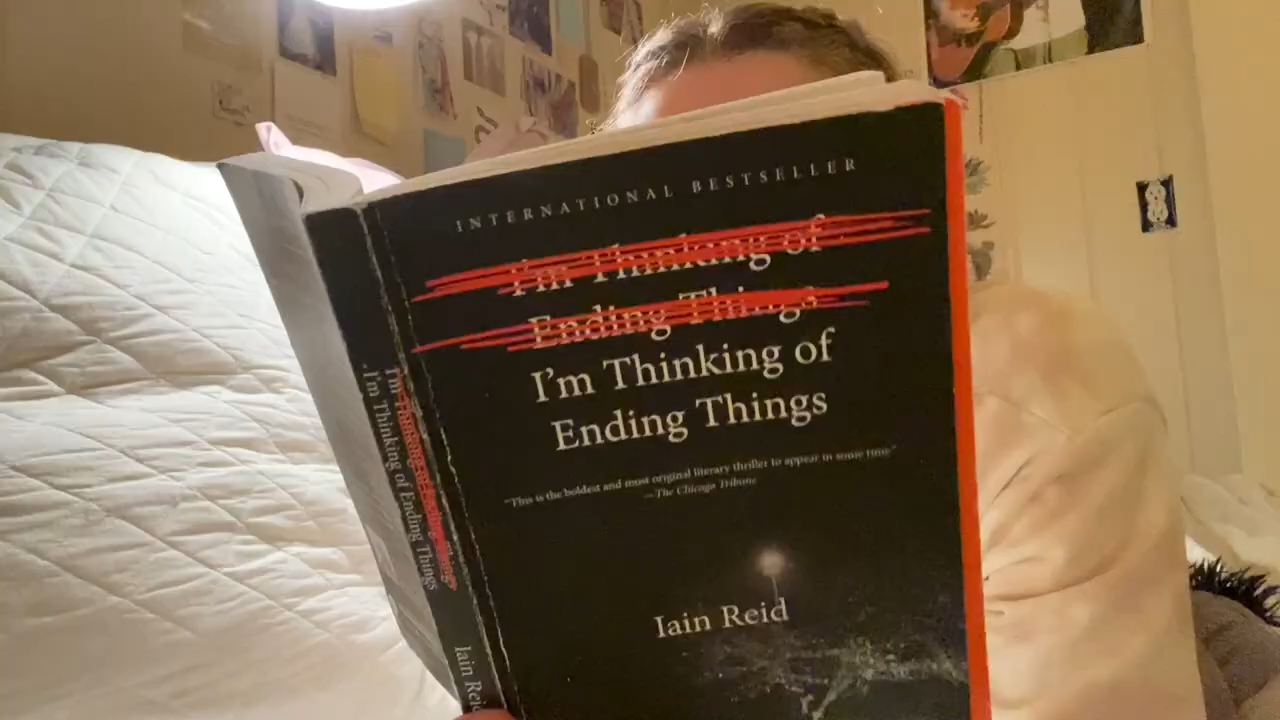 INTERNATIONAL BESTSELLER
I'm Thinking of
Ending Things
I'm Thinking of
Ending Things
"This is the boldest and most original literary thriller to appear in some time"
—The Chicago Tribune
Iain Reid
I'm Thinking of Ending Things
I'm Thinking of Ending Things
Iain Reid